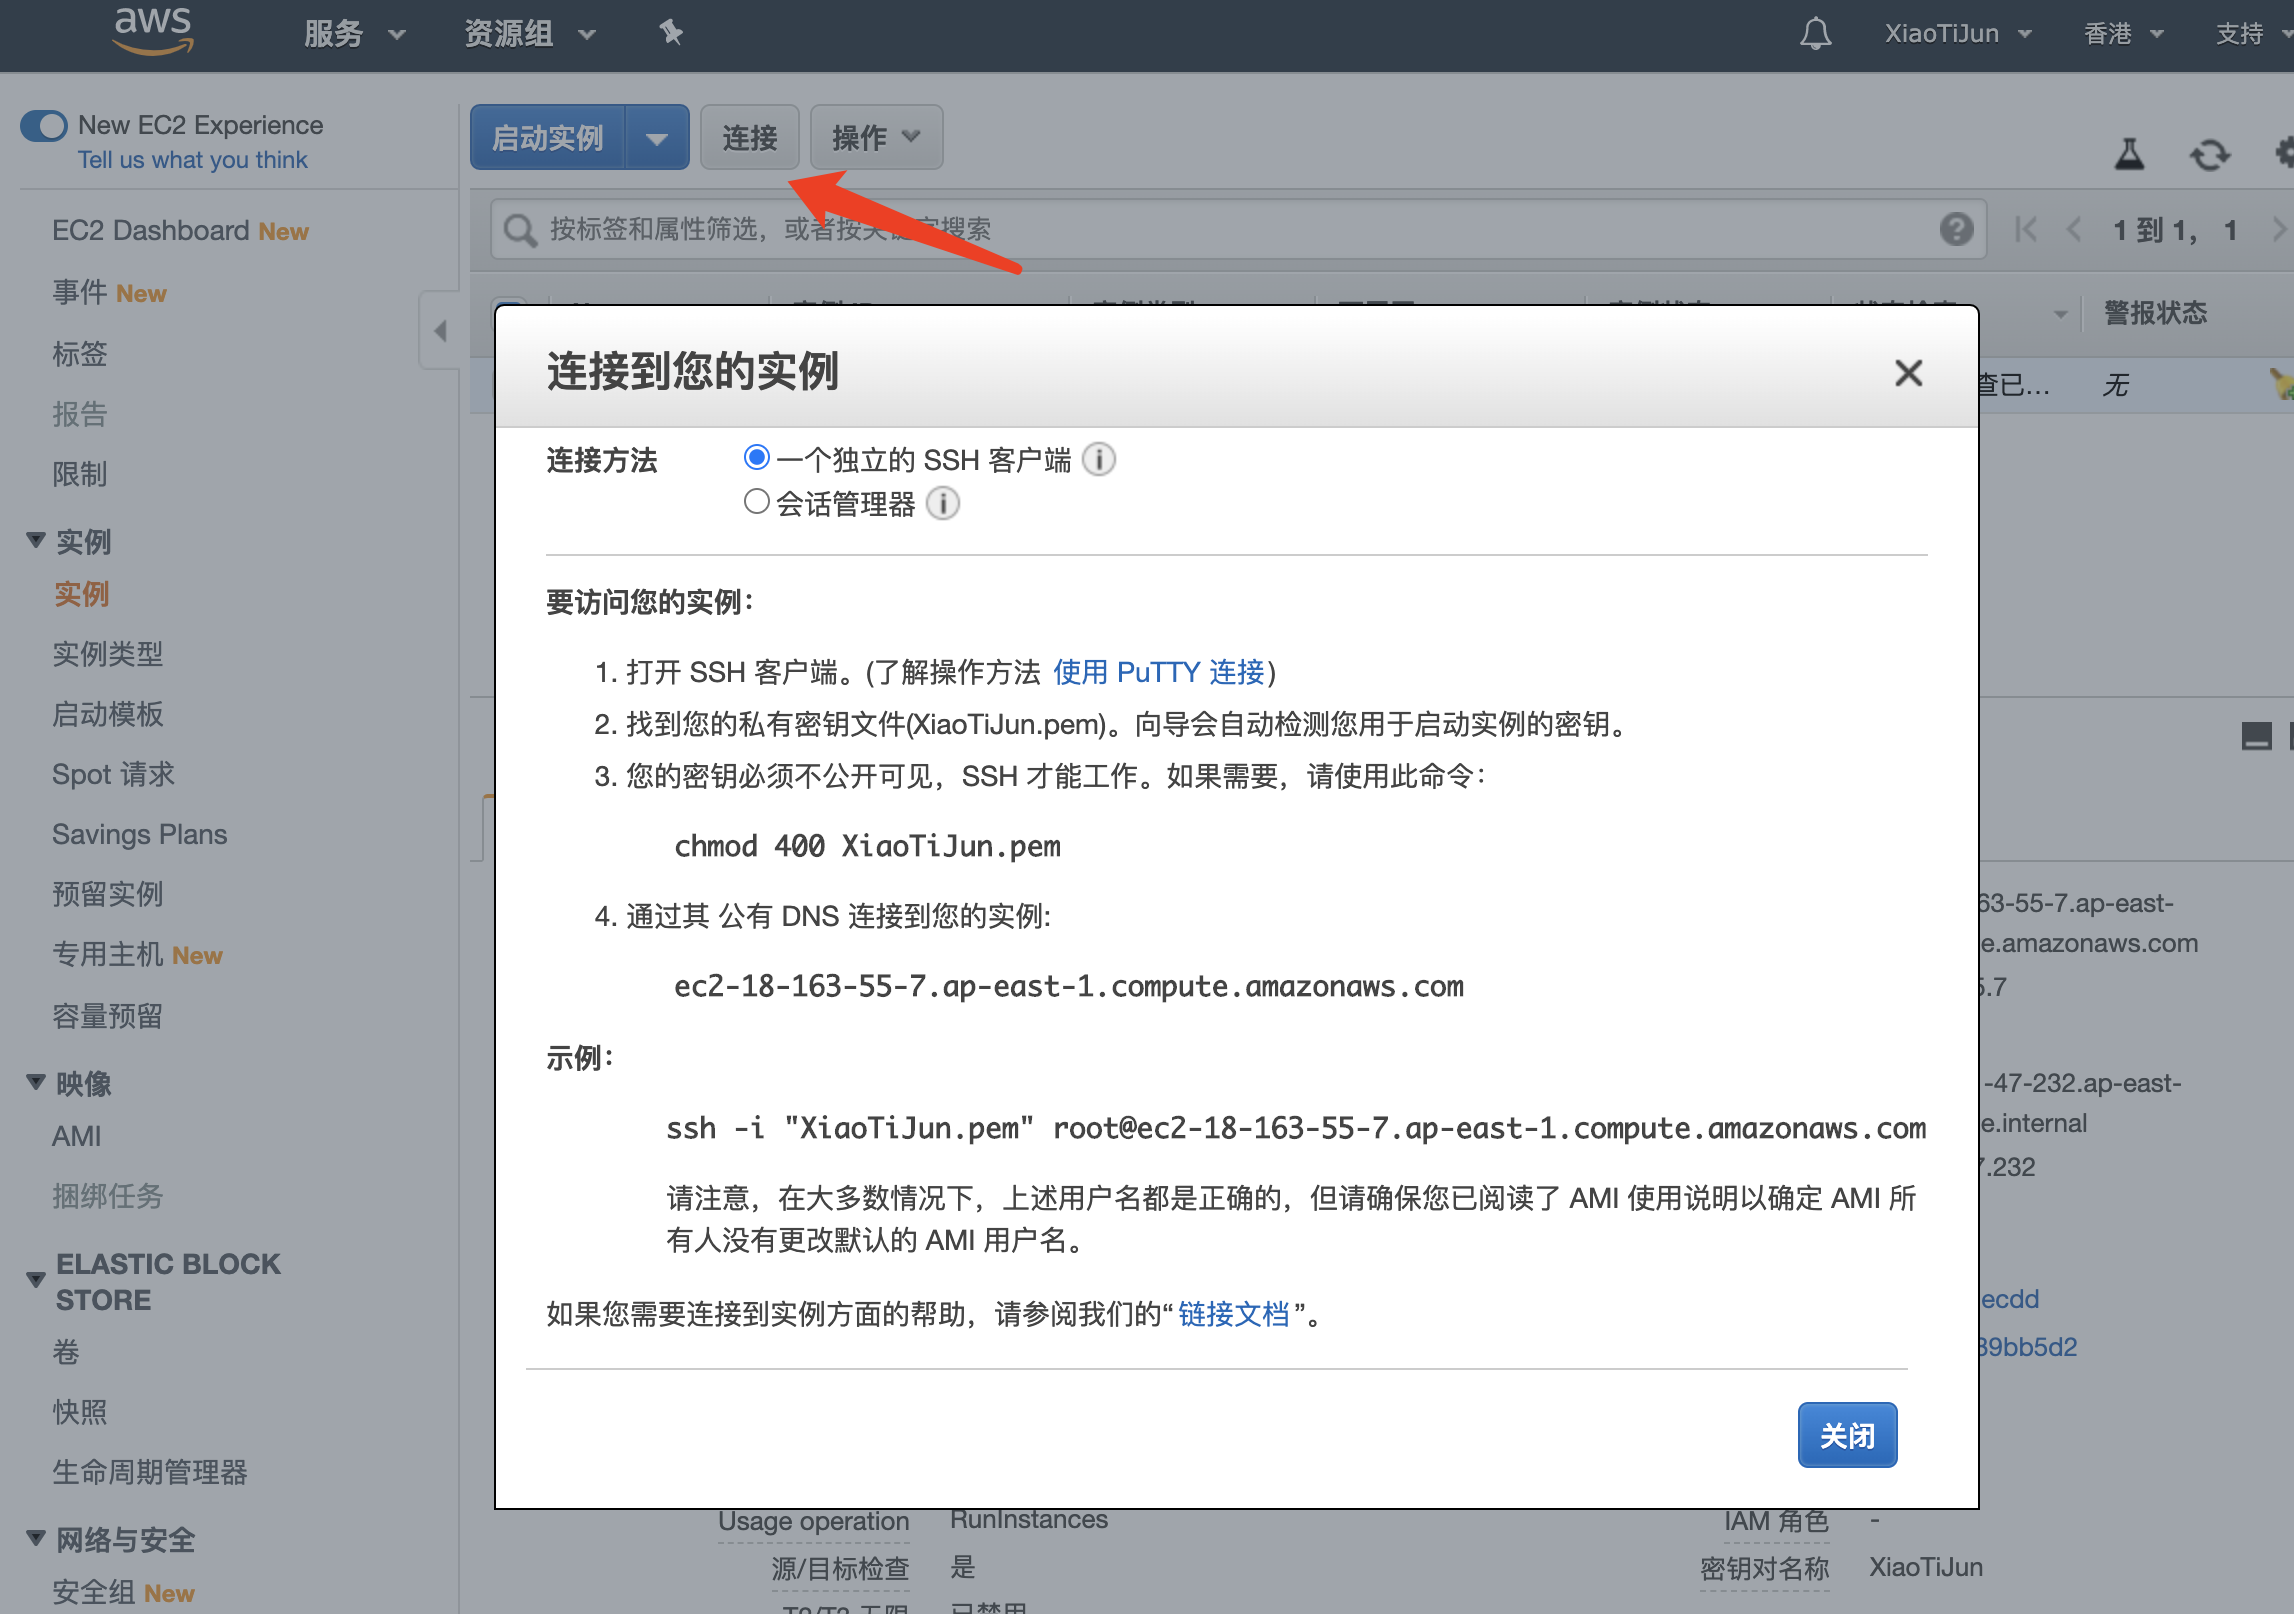 aws 服务 资源组 XiaoTiJun 香港 支持
New EC2 Experience
Tell us what you think
启动实例 连接 操作
EC2 Dashboard New
按标签和属性筛选，或者按关键字搜索
1 到 1， 1
事件 New
标签
报告
限制
实例
实例
实例类型
启动模板
Spot 请求
Savings Plans
预留实例
专用主机 New
容量预留
映像
AMI
捆绑任务
ELASTIC BLOCK
STORE
卷
快照
生命周期管理器
网络与安全
安全组 New
警报状态
查已... 无
连接到您的实例
连接方法 一个独立的 SSH 客户端
会话管理器
要访问您的实例：
1. 打开 SSH 客户端。(了解操作方法 使用 PuTTY 连接)
2. 找到您的私有密钥文件(XiaoTiJun.pem)。向导会自动检测您用于启动实例的密钥。
3. 您的密钥必须不公开可见，SSH 才能工作。如果需要，请使用此命令：
chmod 400 XiaoTiJun.pem
4. 通过其 公有 DNS 连接到您的实例:
ec2-18-163-55-7.ap-east-1.compute.amazonaws.com
示例：
ssh -i "XiaoTiJun.pem" root@ec2-18-163-55-7.ap-east-1.compute.amazonaws.com
请注意，在大多数情况下，上述用户名都是正确的，但请确保您已阅读了 AMI 使用说明以确定 AMI 所
有人没有更改默认的 AMI 用户名。
如果您需要连接到实例方面的帮助，请参阅我们的“链接文档”。
关闭
63-55-7.ap-east-
e.amazonaws.com
5.7
-47-232.ap-east-
e.internal
7.232
ecdd
39bb5d2
Usage operation RunInstances IAM 角色 -
源/目标检查 是 密钥对名称 XiaoTiJun
已禁用